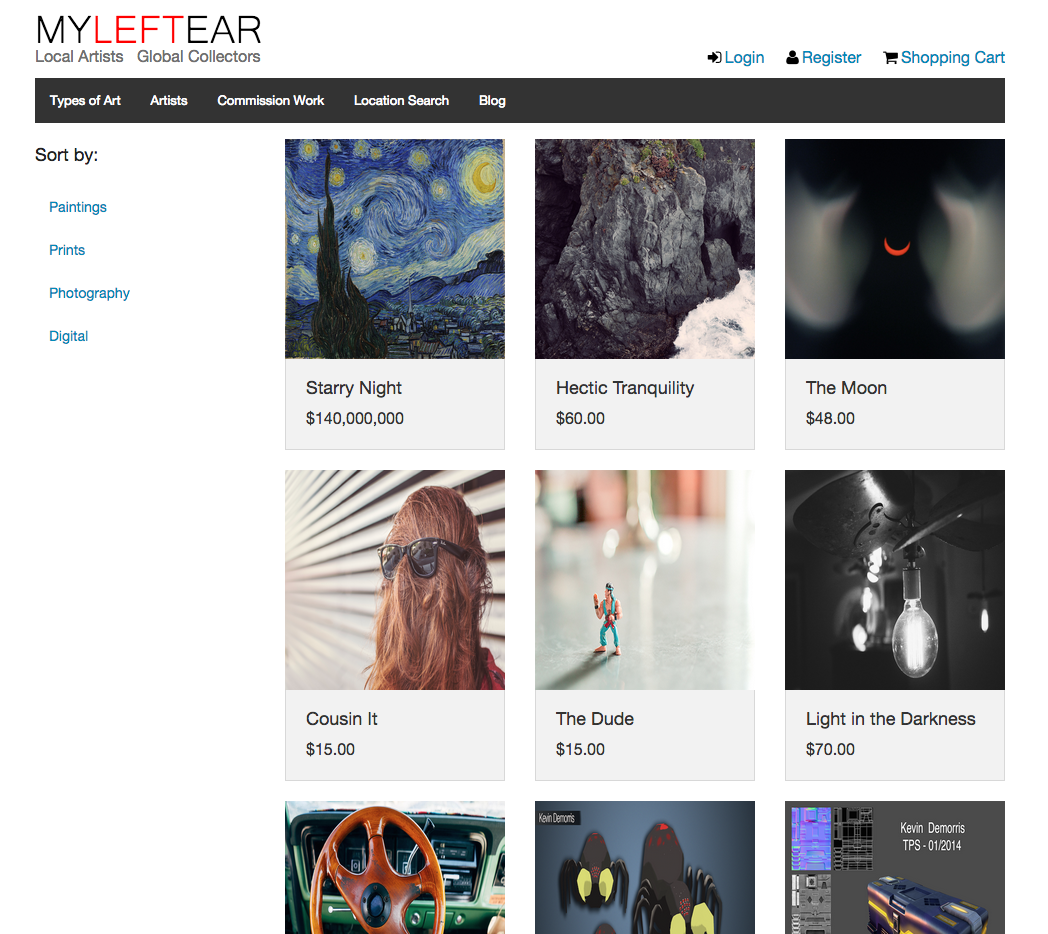 MYLEFTEAR
Local Artists Global Collectors
Login Register Shopping Cart
Types of Art Artists Commission Work Location Search Blog
Sort by:
Paintings
Prints
Photography
Digital
Starry Night
$140,000,000
Hectic Tranquility
$60.00
The Moon
$48.00
Cousin It
$15.00
The Dude
$15.00
Light in the Darkness
$70.00
Kevin Demorris
Kevin Demorris
TPS - 01/2014